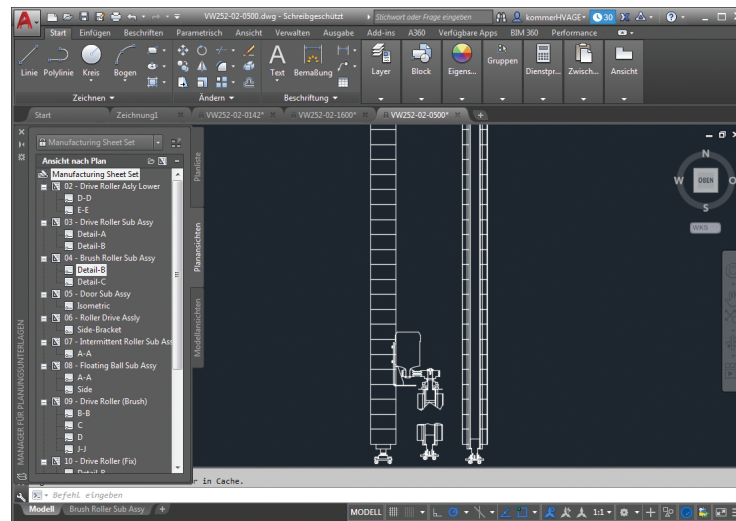 VW252-02-0500.dwg - Schreibgeschützt
Stichwort oder Frage eingeben
kommerHVAGE
30
Start Einfügen Beschriften Parametrisch Ansicht Verwalten Ausgabe Add-ins A360 Verfügbare Apps BIM 360 Performance
Linie Polylinie Kreis Bogen
Text Bemaßung
Layer Block Eigens... Gruppen Dienstpr... Zwisch... Ansicht
Zeichnen Ändern Beschriftung
Start Zeichnung1 VW252-02-0142* VW252-02-1600* VW252-02-0500*
Manufacturing Sheet Set
Ansicht nach Plan
Manufacturing Sheet Set
02 - Drive Roller Asly Lower
D-D
E-E
03 - Drive Roller Sub Assy
Detail-A
Detail-B
04 - Brush Roller Sub Assy
Detail-B
Detail-C
05 - Door Sub Assy
Isometric
06 - Roller Drive Assly
Side-Bracket
07 - Intermittent Roller Sub Ass
A-A
08 - Floating Ball Sub Assy
A-A
Side
09 - Drive Roller (Brush)
B-B
C
D
J-J
10 - Drive Roller (Fix)
Planliste
Planansichten
Modellansichten
MANAGER FÜR PLANUNGSUNTERLAGEN
N
W OBEN O
S
WKS
r in Cache.
Befehl eingeben
Modell Brush Roller Sub Assy
MODELL 1:1